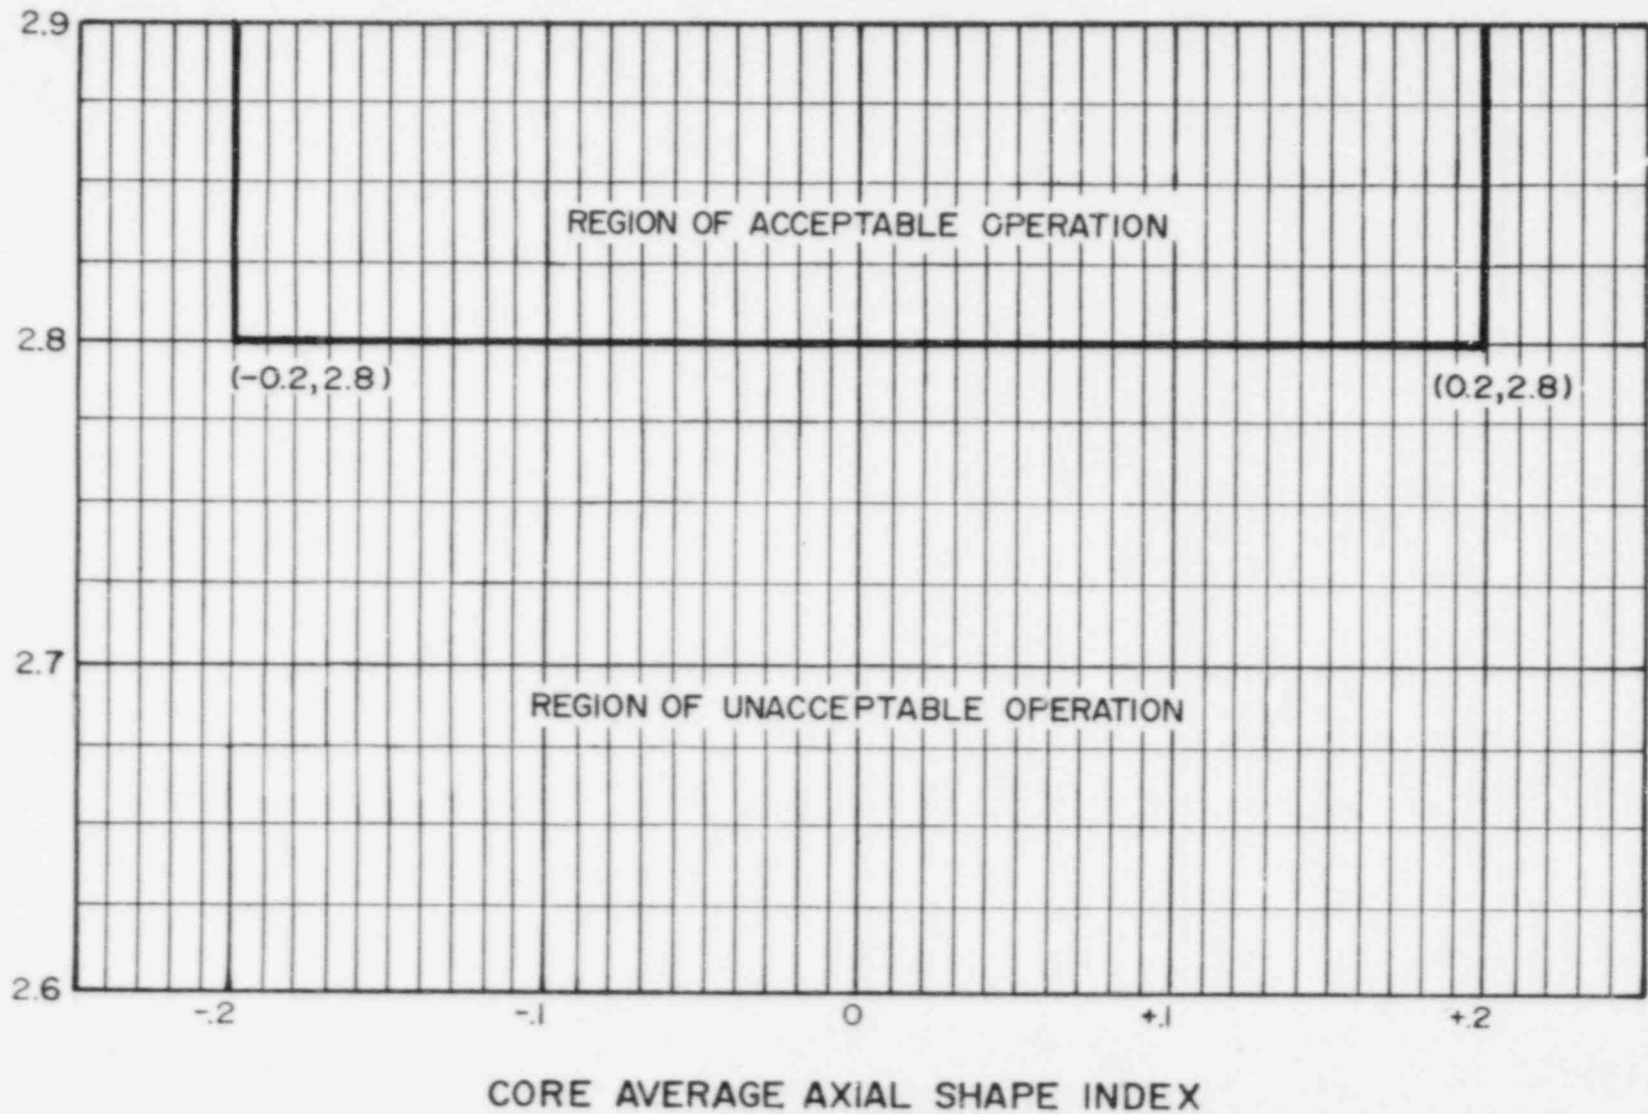 2.9
REGION OF ACCEPTABLE OPERATION
2.8
(-0.2,2.8)
(0.2,2.8)
2.7
REGION OF UNACCEPTABLE OPERATION
2.6
-.2 -.1 0 +.1 +.2
CORE AVERAGE AXIAL SHAPE INDEX